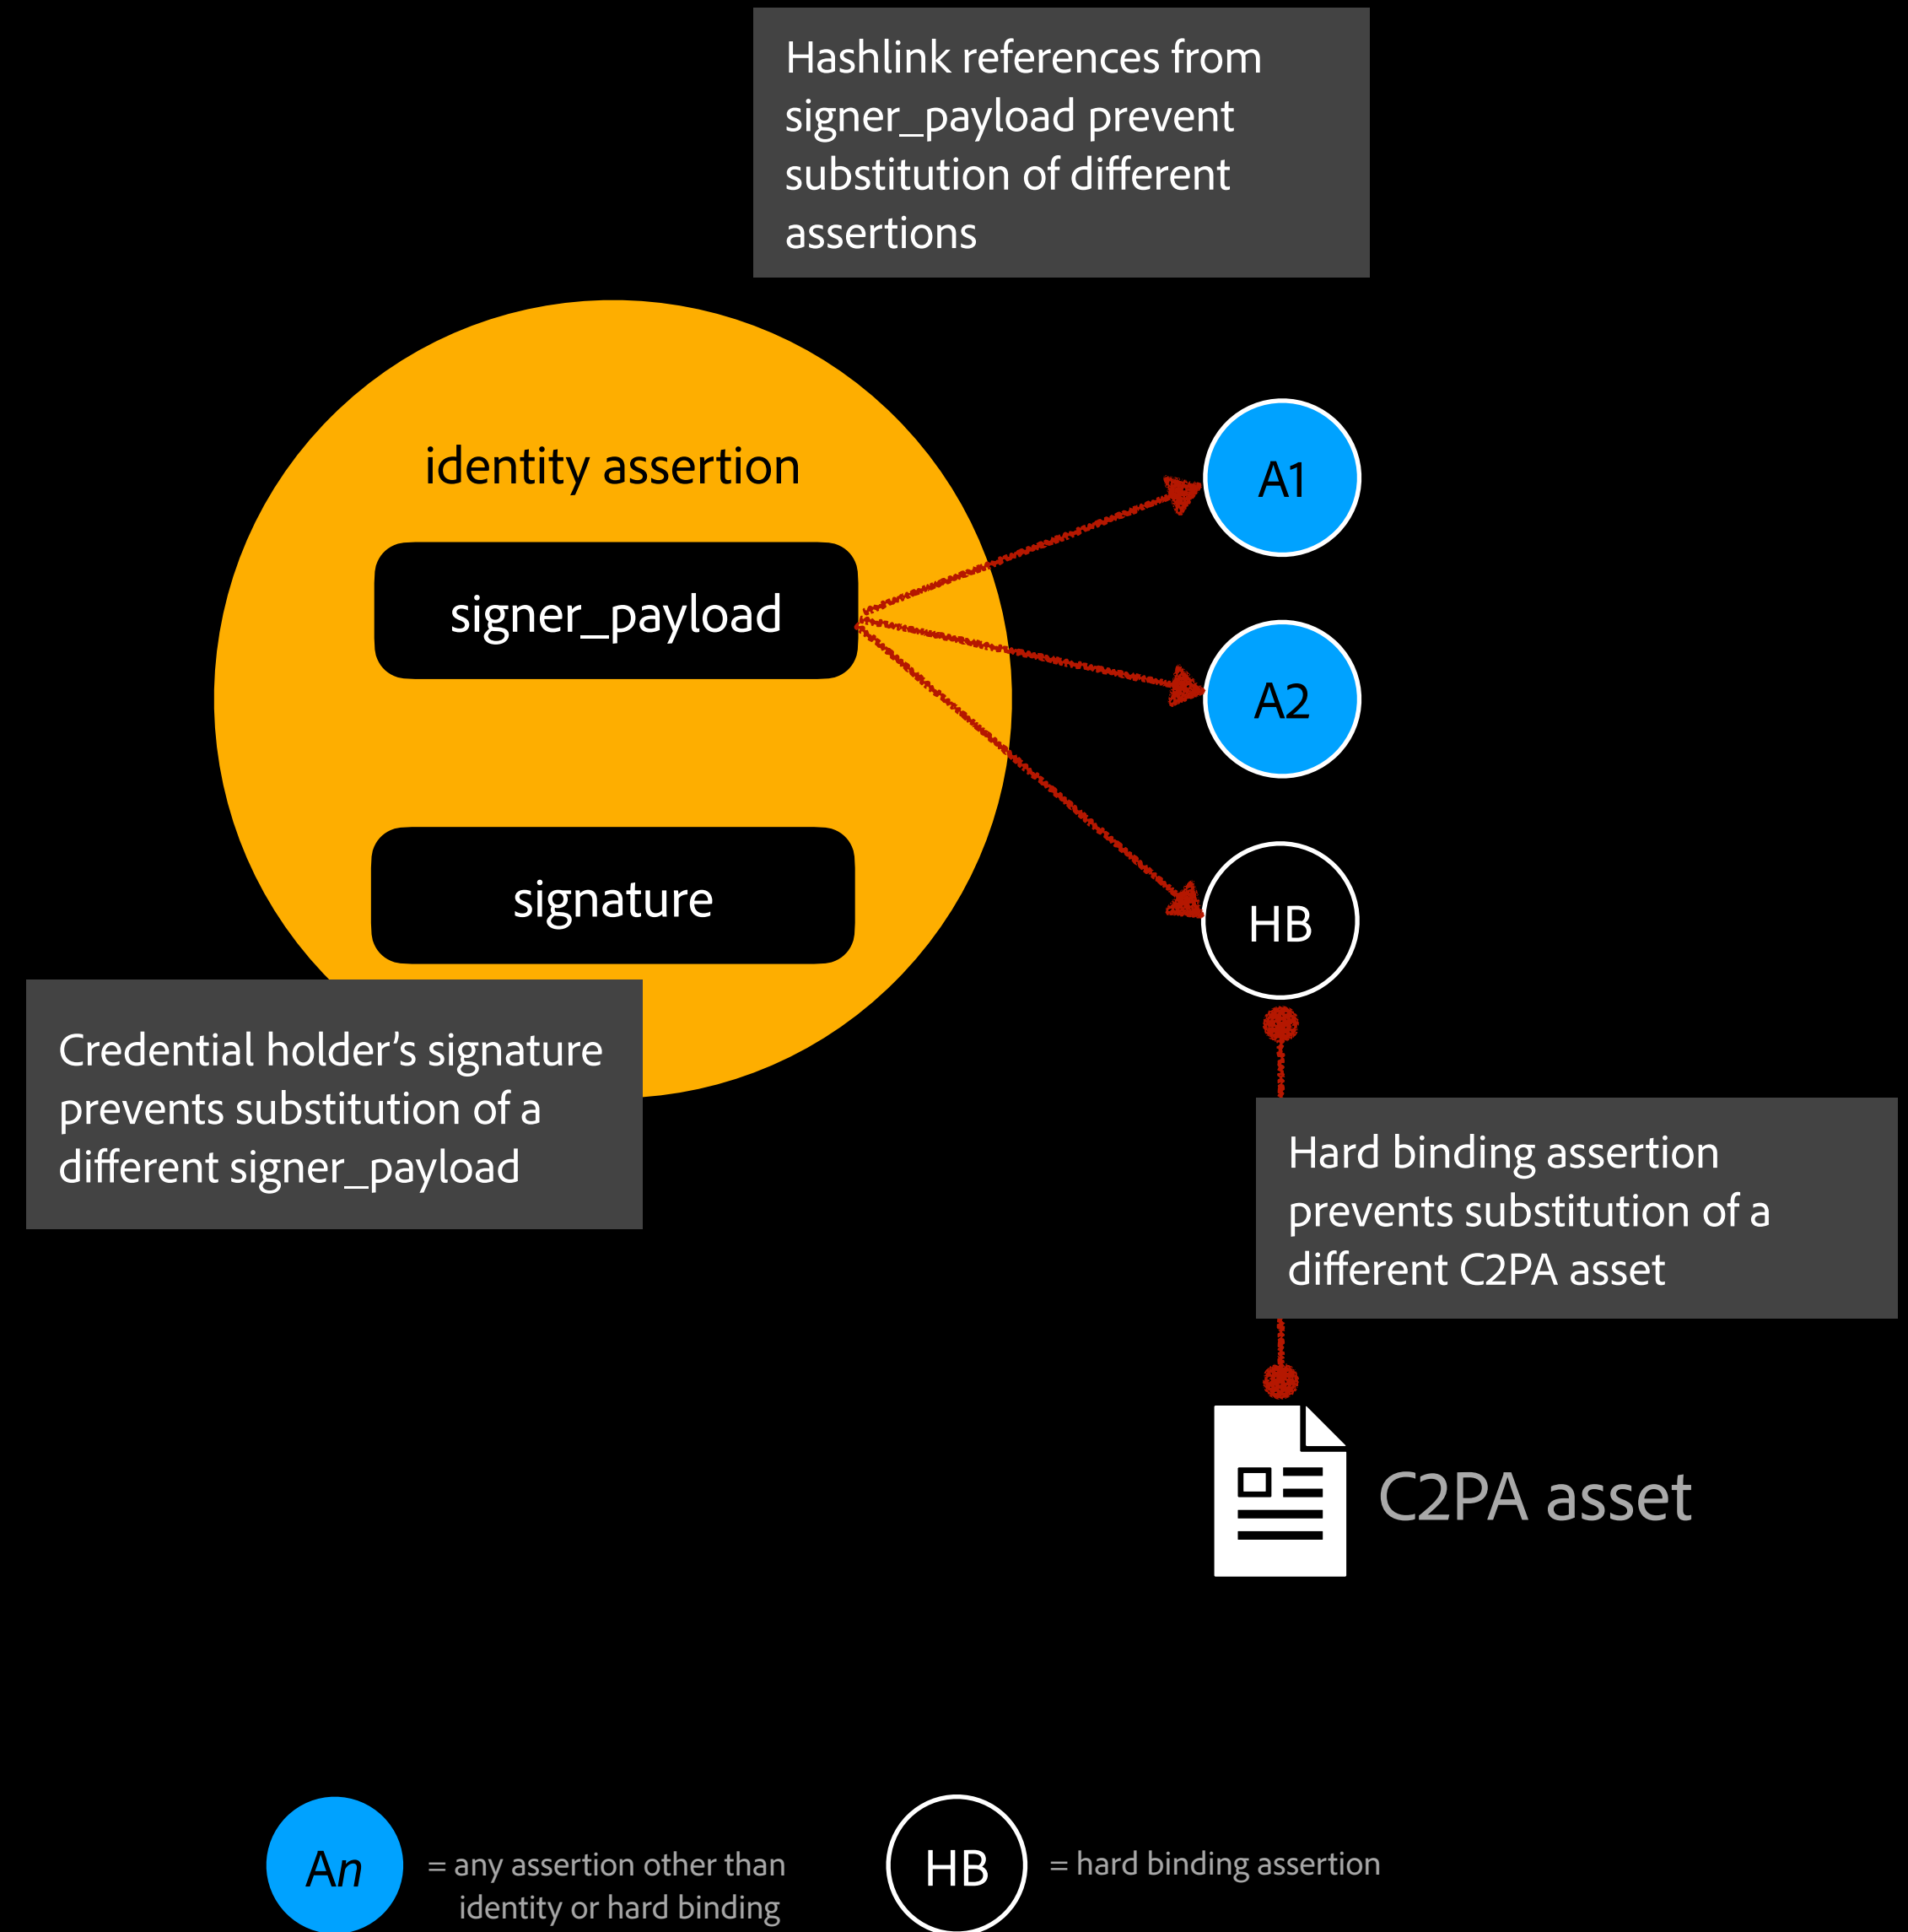 Hashlink references from
signer_payload prevent
substitution of different
assertions
identity assertion
signer_payload
signature
A1
A2
HB
Credential holder’s signature
prevents substitution of a
different signer_payload
Hard binding assertion
prevents substitution of a
different C2PA asset
C2PA asset
An
= any assertion other than
identity or hard binding
HB
= hard binding assertion